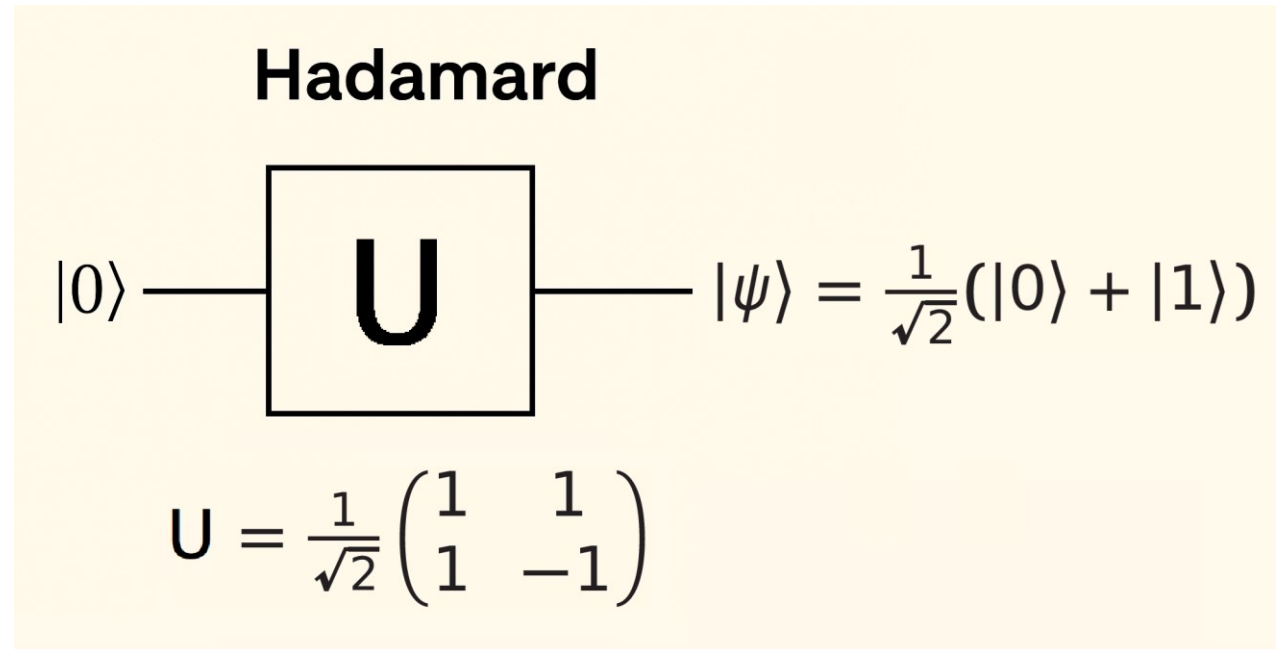 Hadamard
|0⟩ U |ψ⟩ = 1/√2 (|0⟩ + |1⟩)
U = 1/√2 (1 1
1 −1)